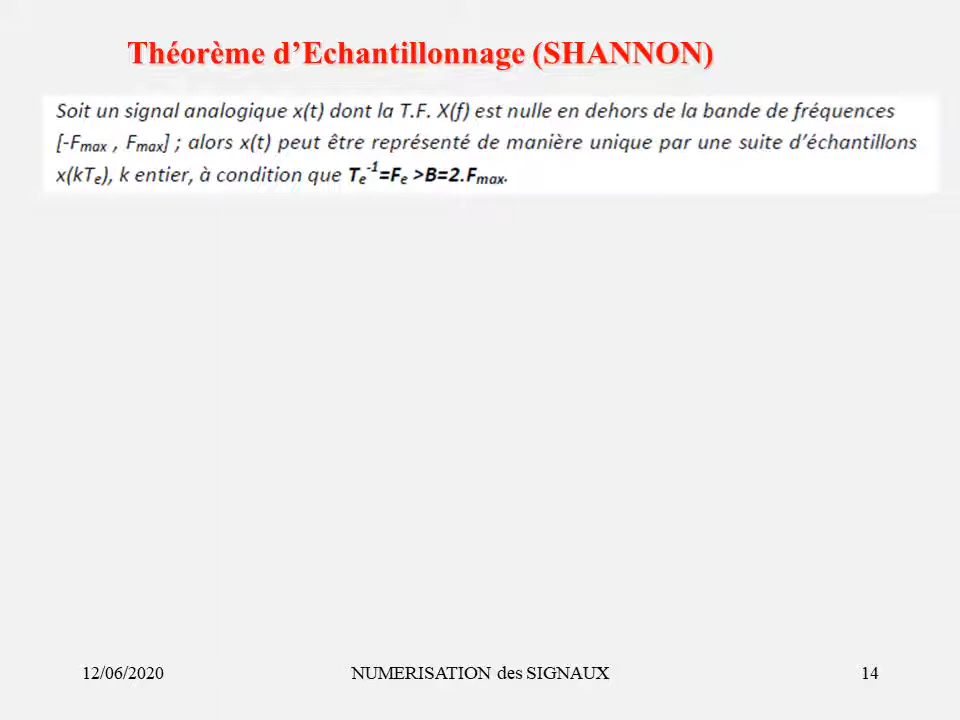 Théorème d’Echantillonnage (SHANNON)
Soit un signal analogique x(t) dont la T.F. X(f) est nulle en dehors de la bande de fréquences
[-Fmax , Fmax] ; alors x(t) peut être représenté de manière unique par une suite d’échantillons
x(kTe), k entier, à condition que Te-1=Fe >B=2.Fmax.
12/06/2020
NUMERISATION des SIGNAUX
14